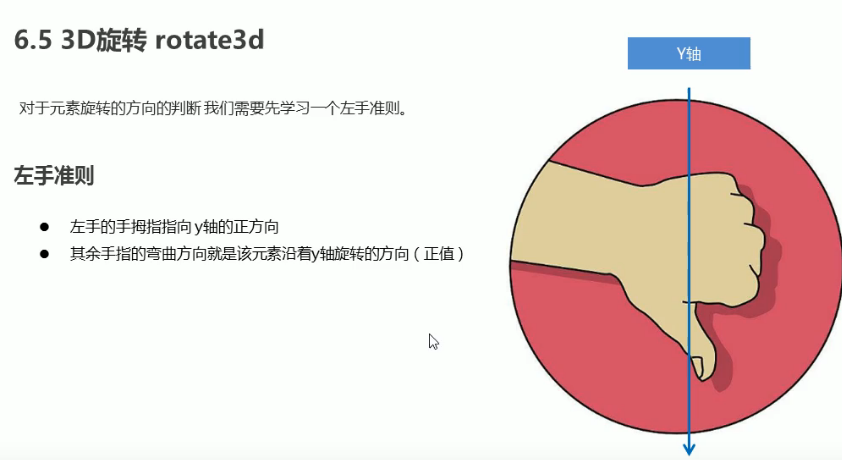 6.5 3D旋转 rotate3d
Y轴
对于元素旋转的方向的判断 我们需要先学习一个左手准则。
左手准则
● 左手的手拇指指向 y轴的正方向
● 其余手指的弯曲方向就是该元素沿着y轴旋转的方向（正值）